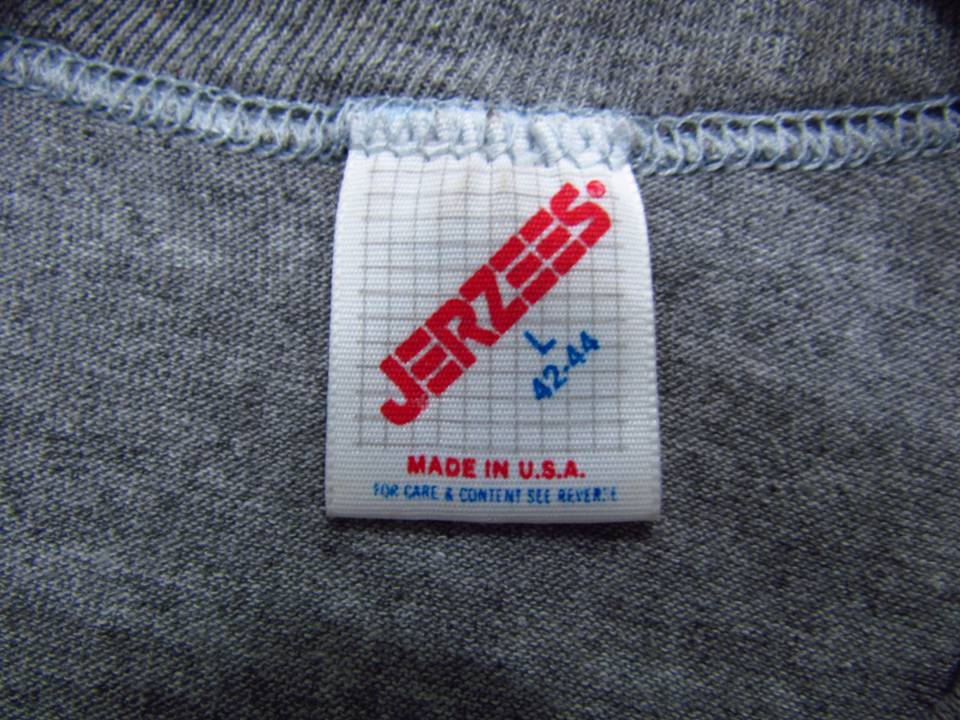 JERZEES
L
42-44
MADE IN U.S.A.
FOR CARE & CONTENT SEE REVERSE